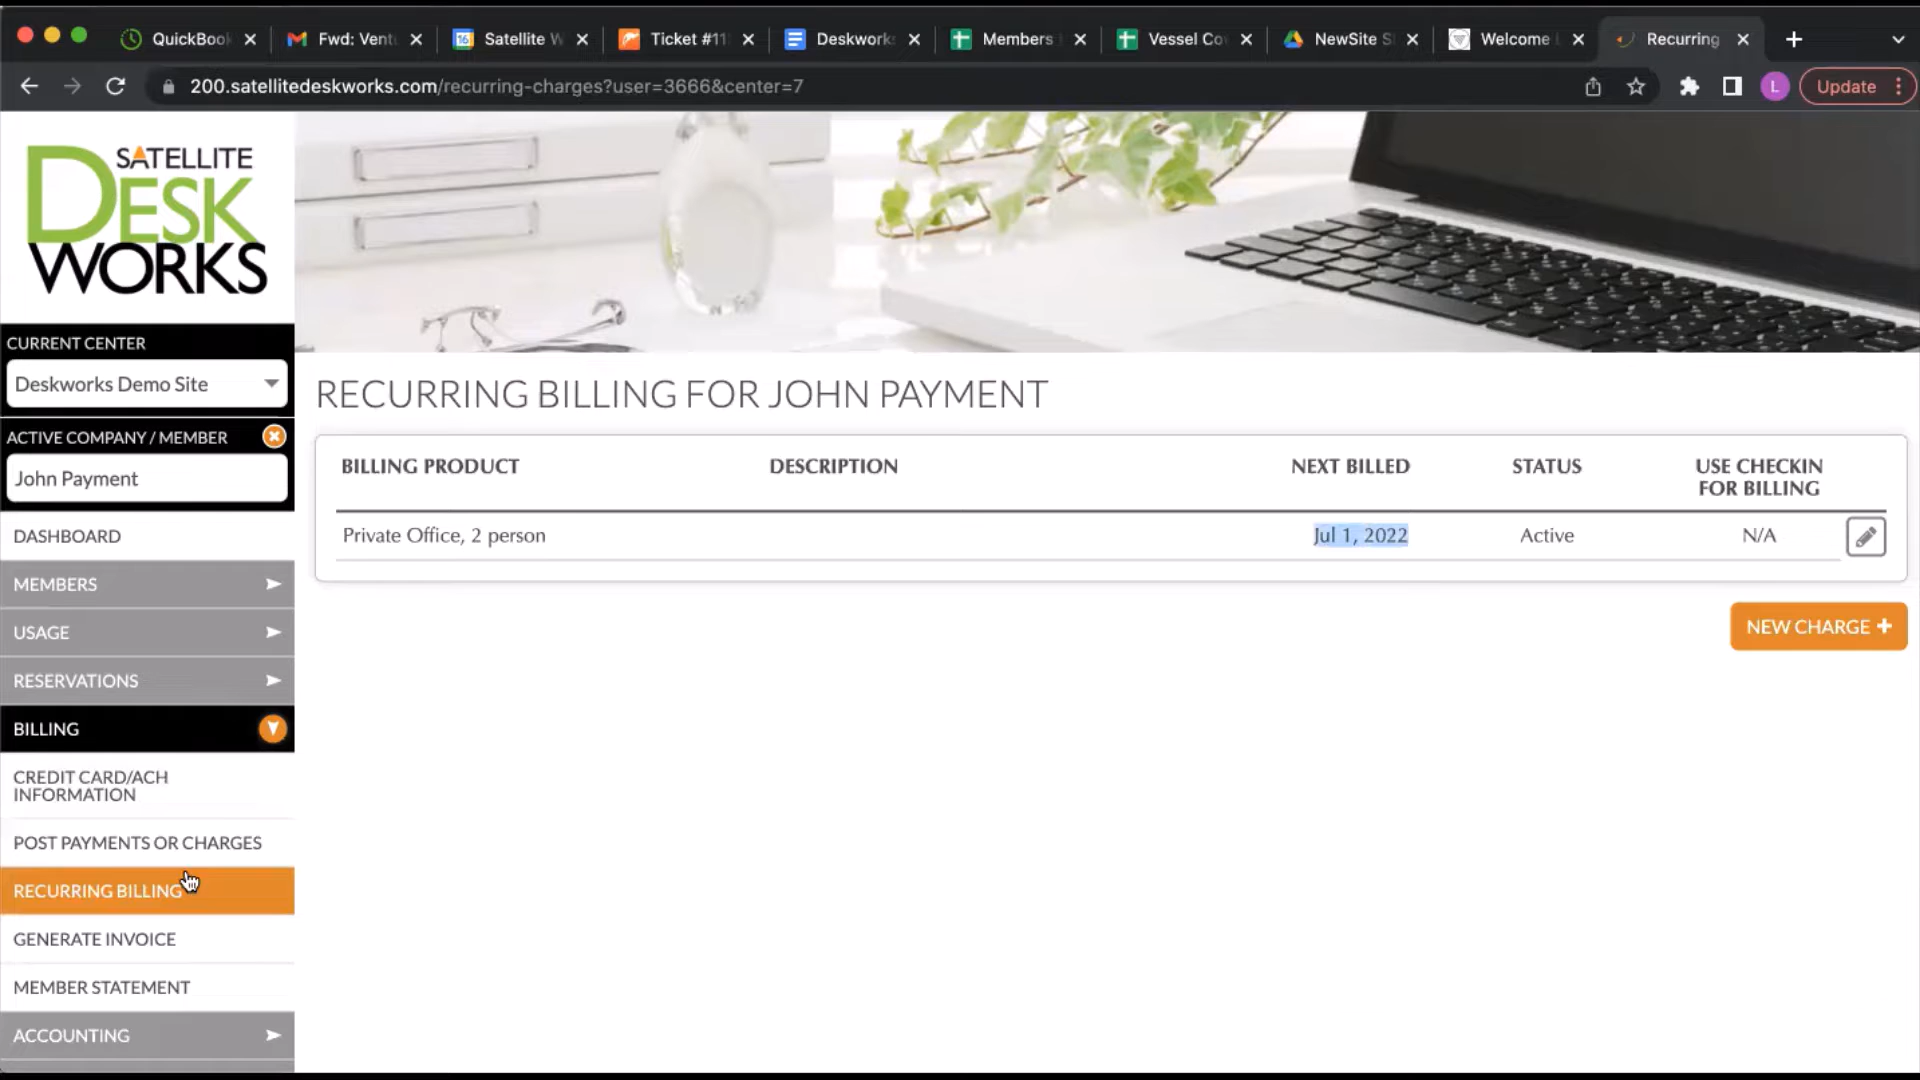 QuickBoo
Fwd: Vent
16
Satellite W
Ticket #11
Deskwork
Members
Vessel Co
NewSite S
Welcome
Recurring
200.satellitedeskworks.com/recurring-charges?user=3666&center=7
L
Update
SATELLITE
DESK
WORKS
CURRENT CENTER
Deskworks Demo Site
ACTIVE COMPANY / MEMBER
John Payment
DASHBOARD
MEMBERS
USAGE
RESERVATIONS
BILLING
CREDIT CARD/ACH
INFORMATION
POST PAYMENTS OR CHARGES
RECURRING BILLING
GENERATE INVOICE
MEMBER STATEMENT
ACCOUNTING
RECURRING BILLING FOR JOHN PAYMENT
BILLING PRODUCT DESCRIPTION NEXT BILLED STATUS USE CHECKIN
FOR BILLING
Private Office, 2 person Jul 1, 2022 Active N/A
NEW CHARGE +